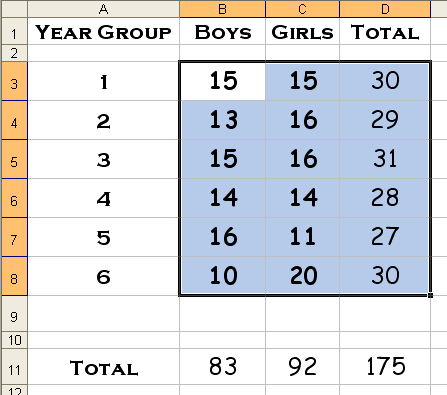 A B C D
1 Year Group Boys Girls Total
2
3 1 15 15 30
4 2 13 16 29
5 3 15 16 31
6 4 14 14 28
7 5 16 11 27
8 6 10 20 30
9
10
11 Total 83 92 175
12